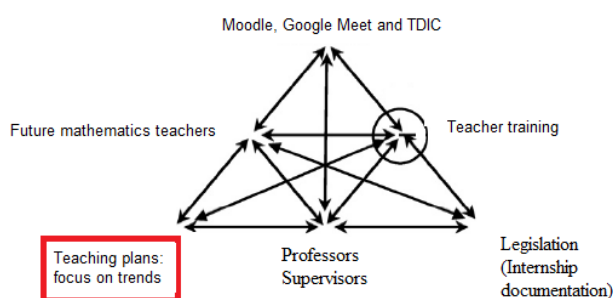 Moodle, Google Meet and TDIC
Future mathematics teachers
Teacher training
Teaching plans:
focus on trends
Professors
Supervisors
Legislation
(Internship
documentation)